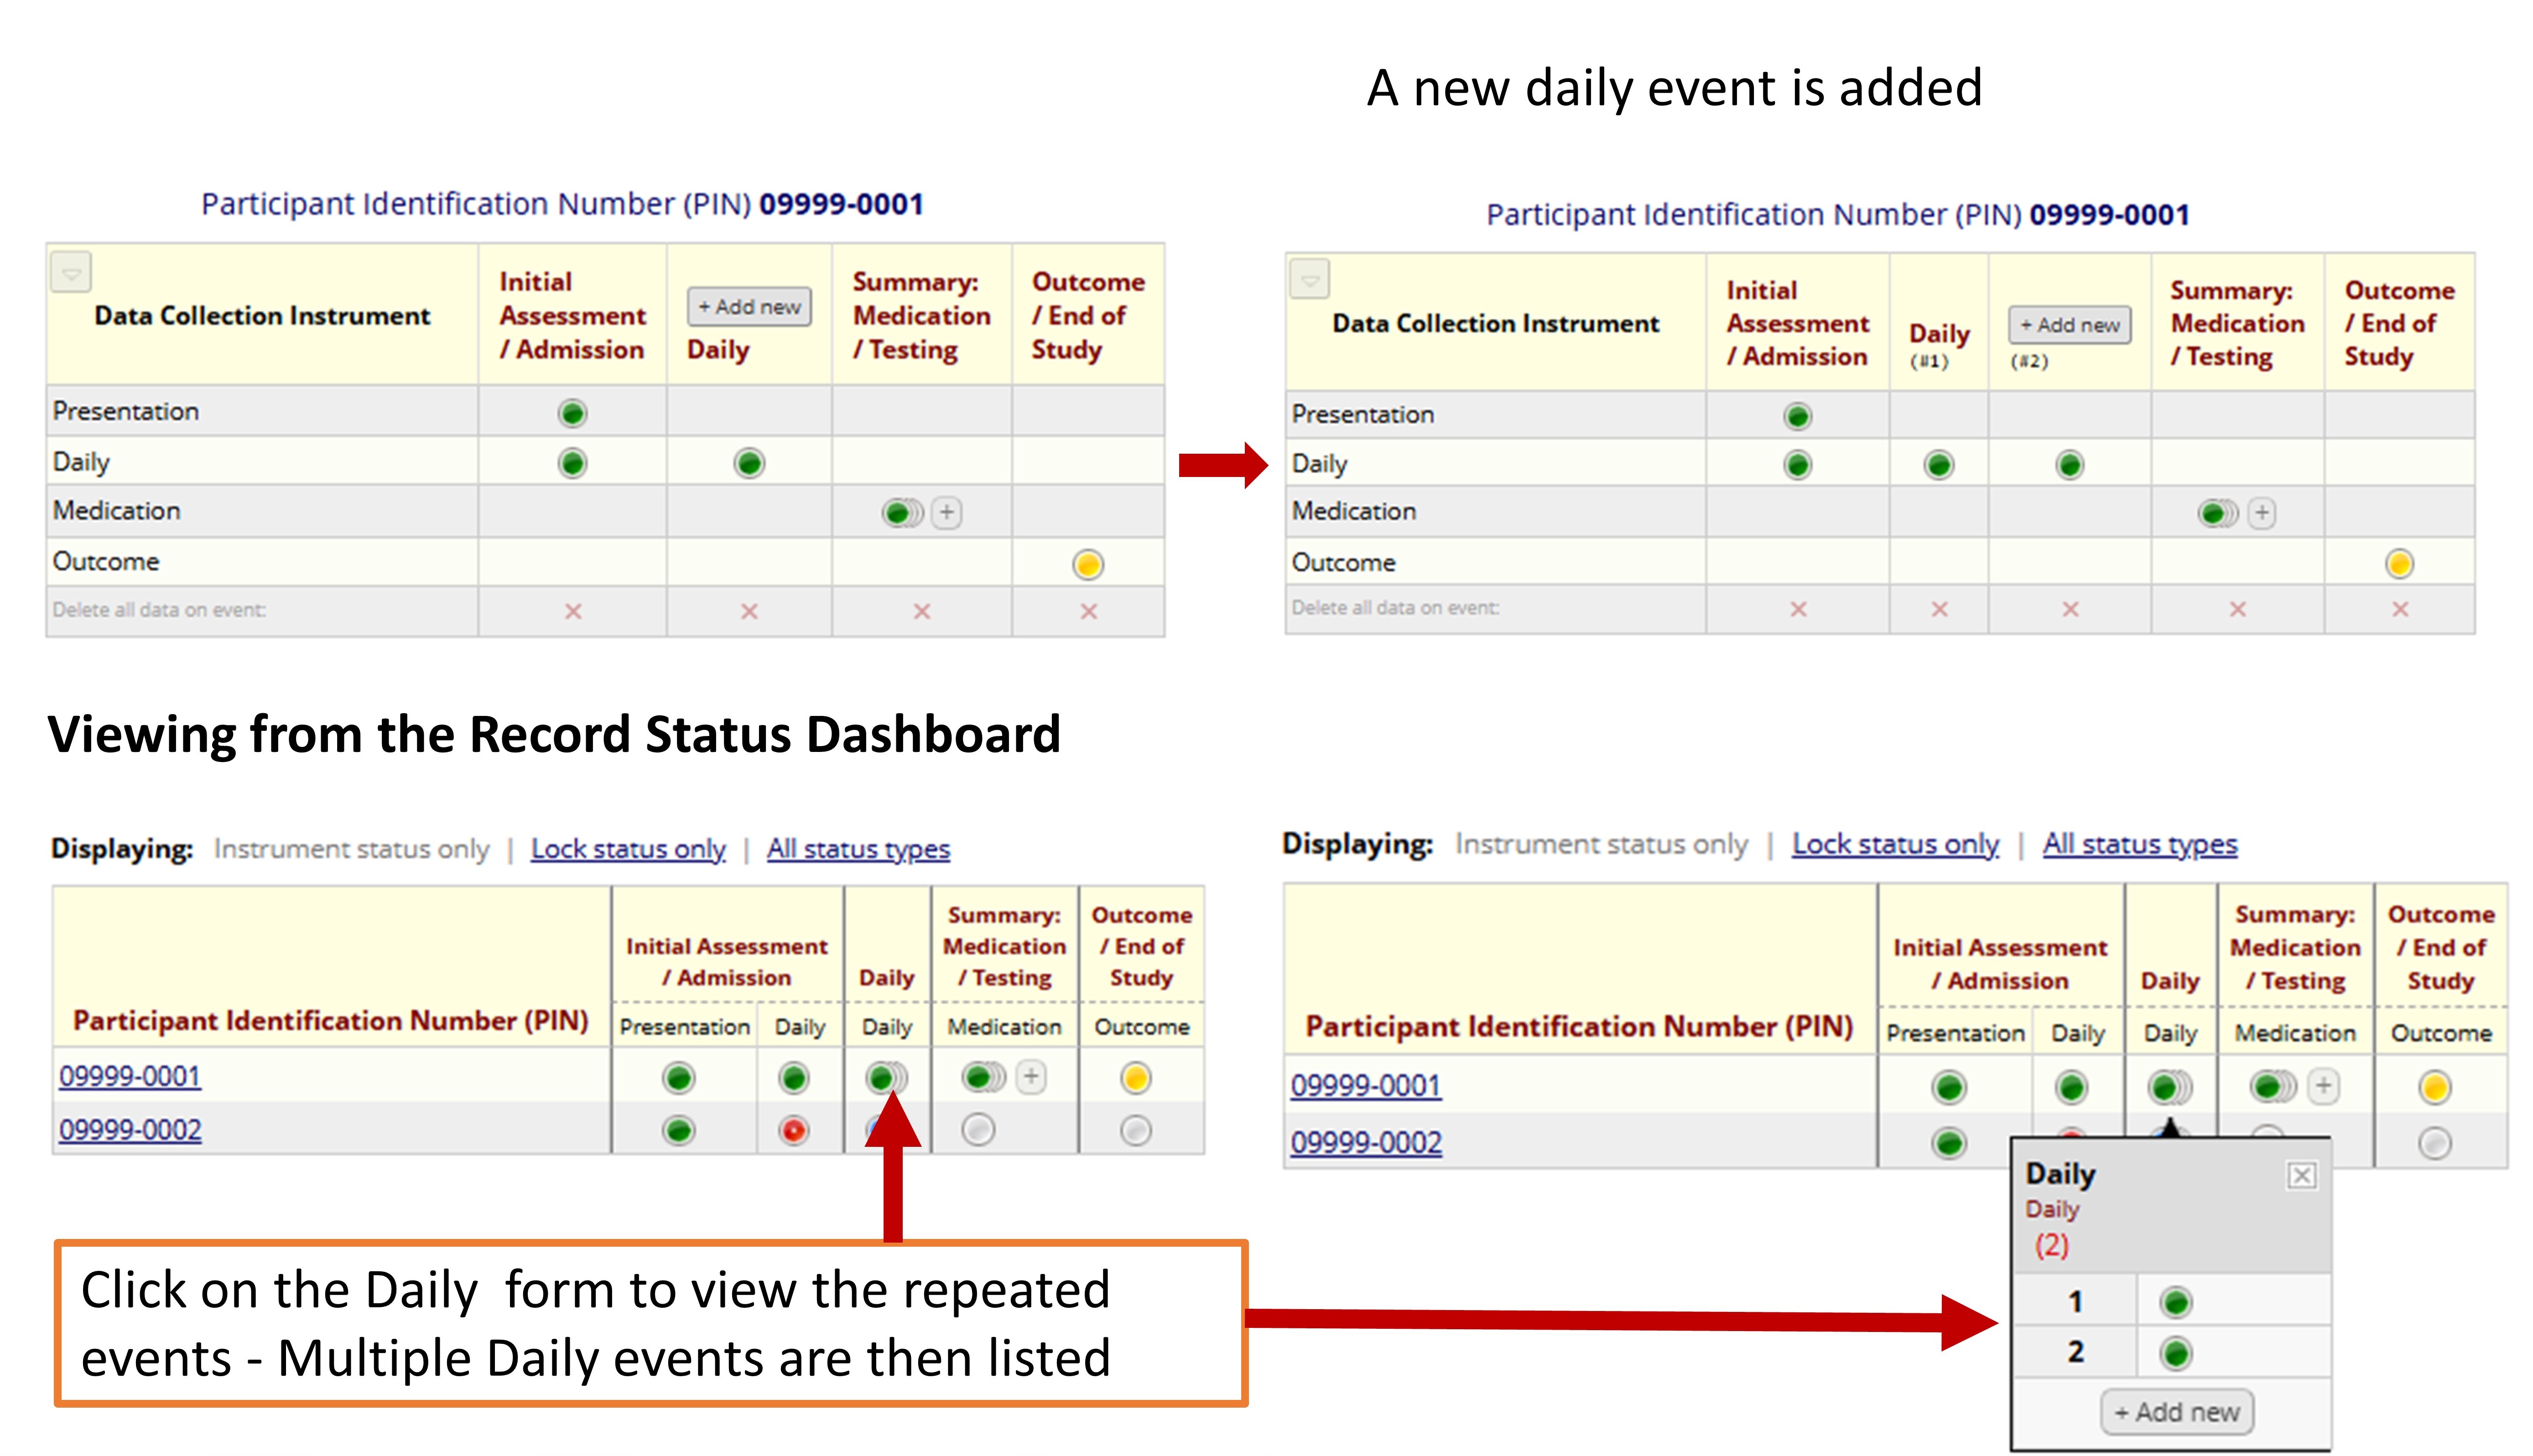 A new daily event is added
Participant Identification Number (PIN) 09999-0001
Data Collection Instrument
Initial
Assessment
/ Admission
+ Add new
Daily
Summary:
Medication
/ Testing
Outcome
/ End of
Study
Presentation
Daily
Medication
+
Outcome
Delete all data on event:
Participant Identification Number (PIN) 09999-0001
Data Collection Instrument
Initial
Assessment
/ Admission
Daily
(#1)
+ Add new
(#2)
Summary:
Medication
/ Testing
Outcome
/ End of
Study
Presentation
Daily
Medication
+
Outcome
Delete all data on event:
Viewing from the Record Status Dashboard
Displaying: Instrument status only | Lock status only | All status types
Participant Identification Number (PIN)
Initial Assessment
/ Admission
Daily
Summary:
Medication
/ Testing
Outcome
/ End of
Study
Presentation Daily Daily Medication Outcome
09999-0001
+
09999-0002
Displaying: Instrument status only | Lock status only | All status types
Participant Identification Number (PIN)
Initial Assessment
/ Admission
Daily
Summary:
Medication
/ Testing
Outcome
/ End of
Study
Presentation Daily Daily Medication Outcome
09999-0001
+
09999-0002
Daily
Daily
(2)
1
2
+ Add new
Click on the Daily form to view the repeated
events - Multiple Daily events are then listed